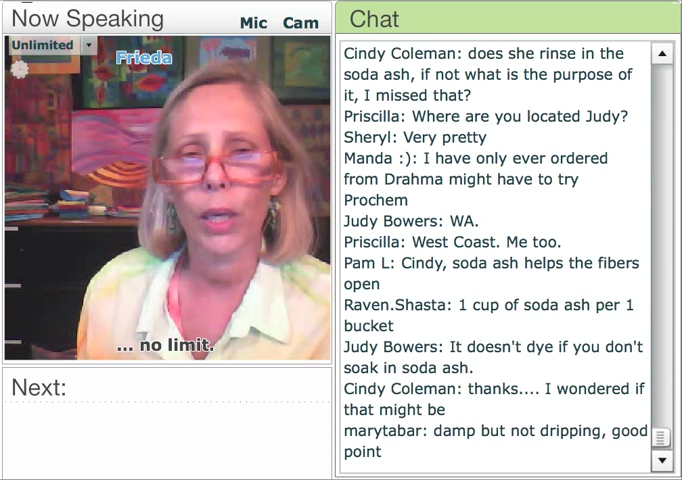 Now Speaking
Mic Cam
Unlimited
Frieda
... no limit.
Next:
Chat
Cindy Coleman: does she rinse in the
soda ash, if not what is the purpose of
it, I missed that?
Priscilla: Where are you located Judy?
Sheryl: Very pretty
Manda :): I have only ever ordered
from Drahma might have to try
Prochem
Judy Bowers: WA.
Priscilla: West Coast. Me too.
Pam L: Cindy, soda ash helps the fibers
open
Raven.Shasta: 1 cup of soda ash per 1
bucket
Judy Bowers: It doesn't dye if you don't
soak in soda ash.
Cindy Coleman: thanks.... I wondered if
that might be
marytabar: damp but not dripping, good
point